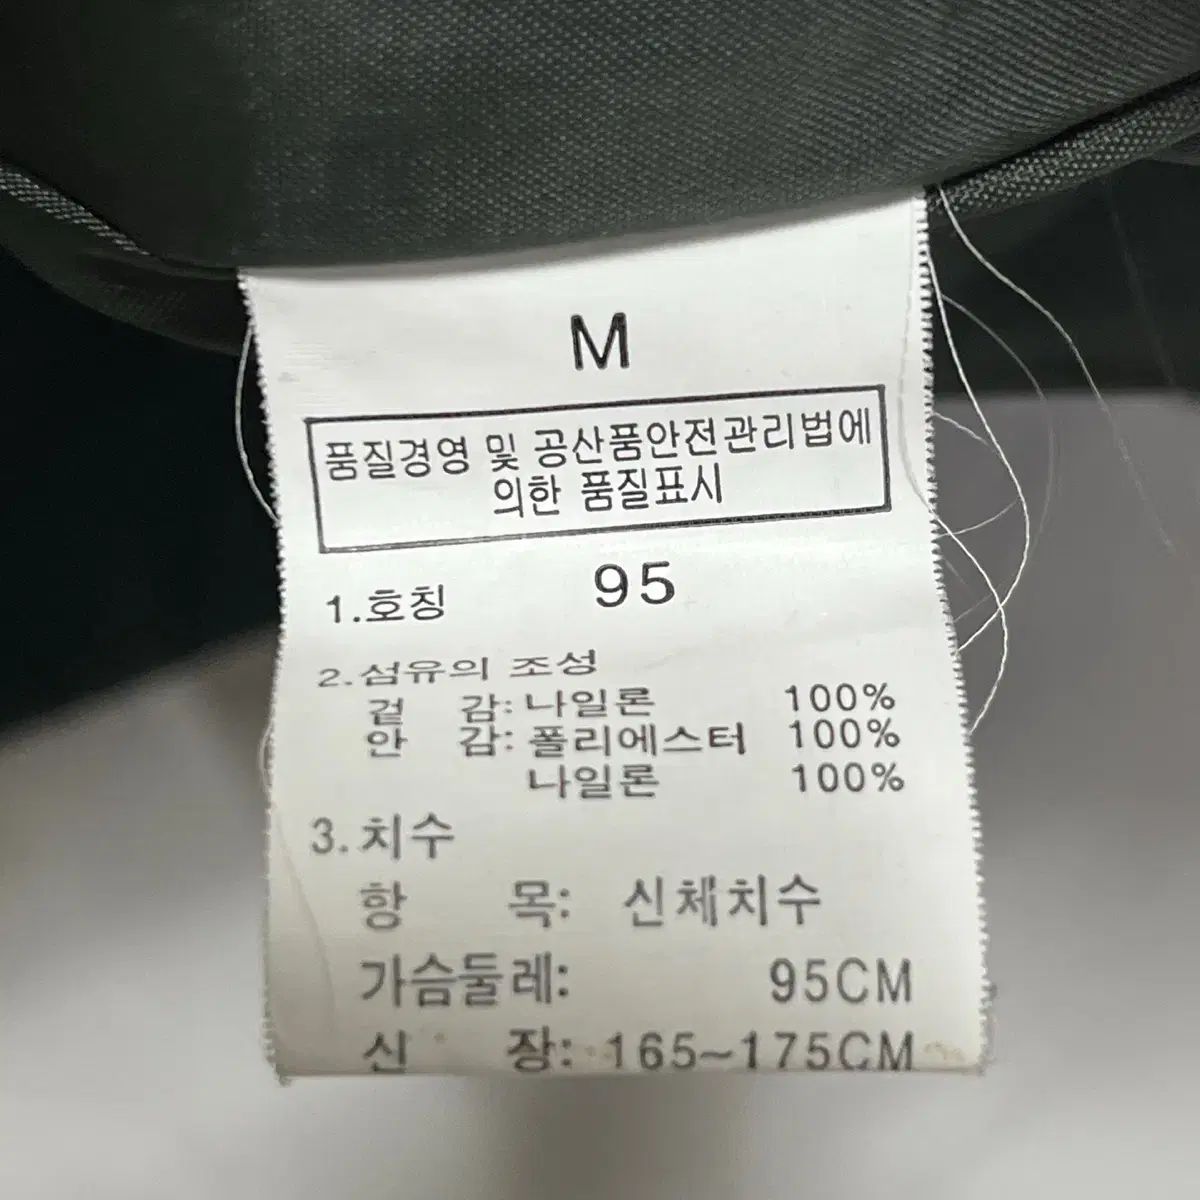 M
품질경영 및 공산품안전관리법에
의한 품질표시
1.호칭 95
2.섬유의 조성
겉 감: 나일론 100%
안 감: 폴리에스터 100%
나일론 100%
3.치수
항 목: 신체치수
가슴둘레: 95CM
신 장: 165~175CM